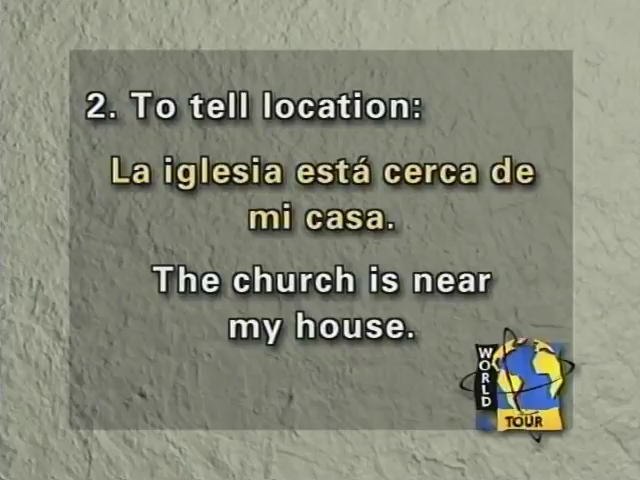 2. To tell location:
La iglesia está cerca de
mi casa.
The church is near
my house.
WORLD
TOUR